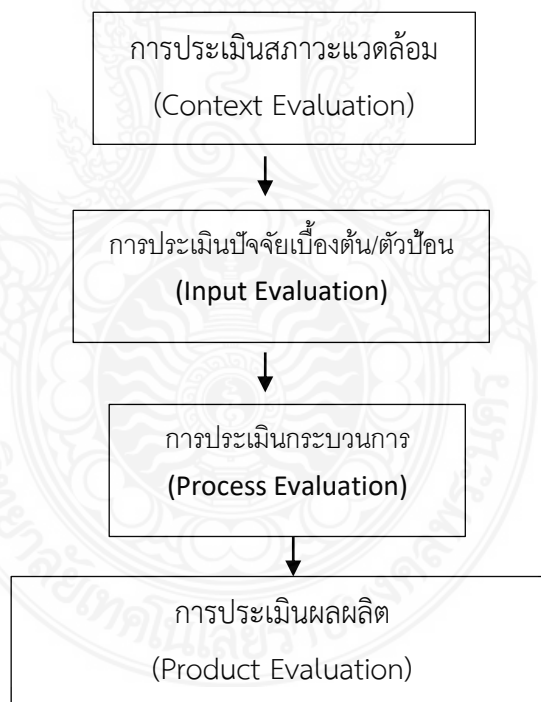 การประเมินสภาวะแวดล้อม
(Context Evaluation)
การประเมินปัจจัยเบื้องต้น/ตัวป้อน
(Input Evaluation)
การประเมินกระบวนการ
(Process Evaluation)
การประเมินผลผลิต
(Product Evaluation)